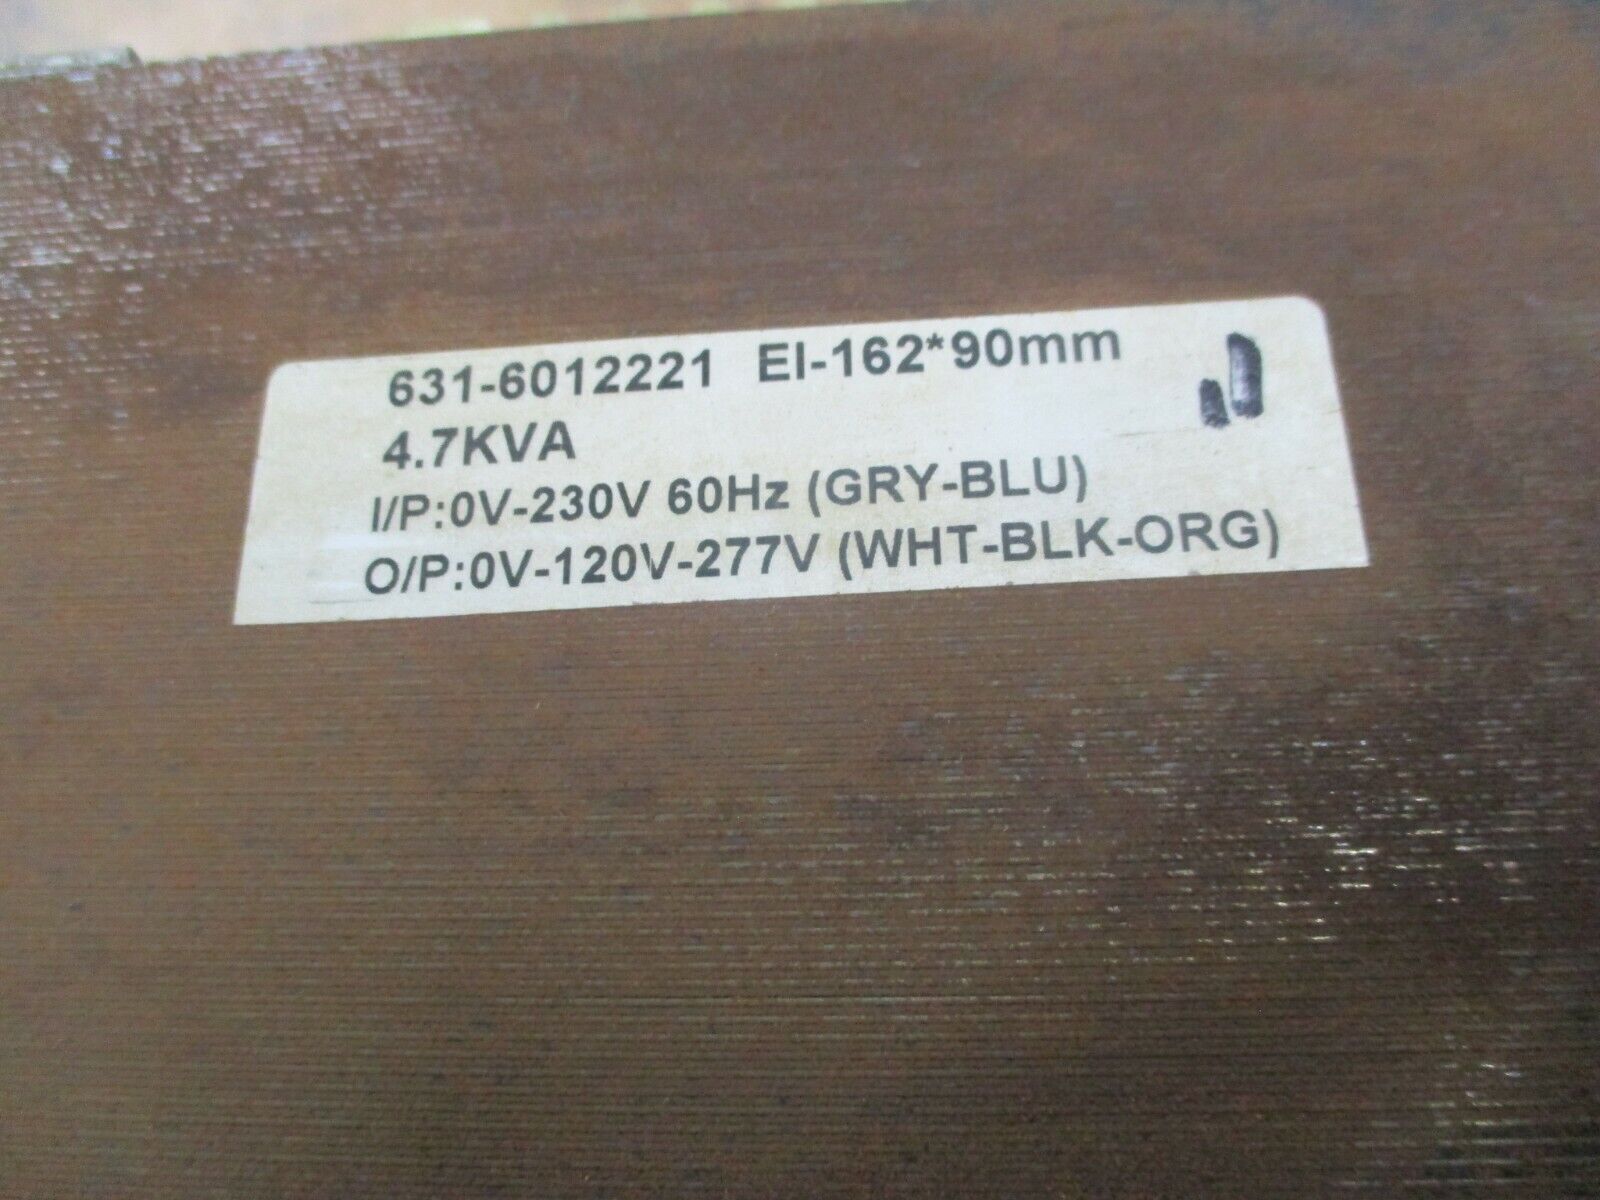 631-6012221 EI-162*90mm
4.7KVA
I/P:0V-230V 60Hz (GRY-BLU)
O/P:0V-120V-277V (WHT-BLK-ORG)